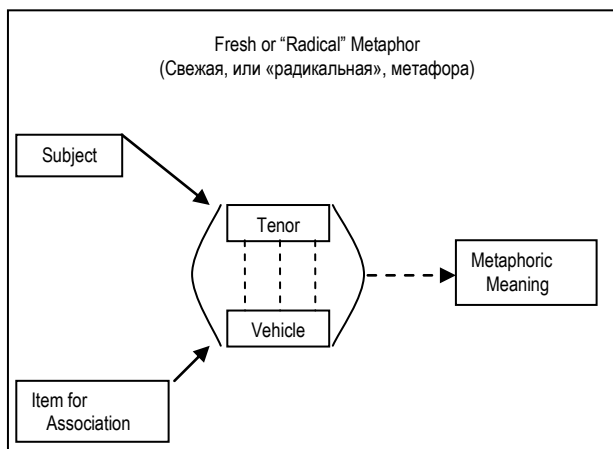 Fresh or “Radical” Metaphor
(Свежая, или «радикальная», метафора)
Subject
Tenor
Metaphoric
Meaning
Vehicle
Item for
Association